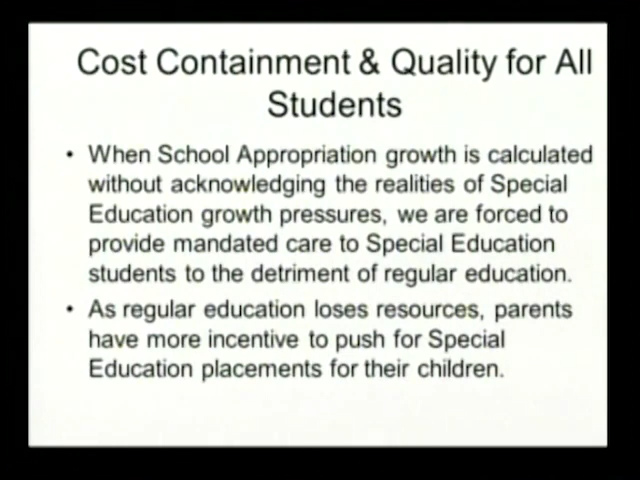 Cost Containment & Quality for All
Students
• When School Appropriation growth is calculated
without acknowledging the realities of Special
Education growth pressures, we are forced to
provide mandated care to Special Education
students to the detriment of regular education.
• As regular education loses resources, parents
have more incentive to push for Special
Education placements for their children.